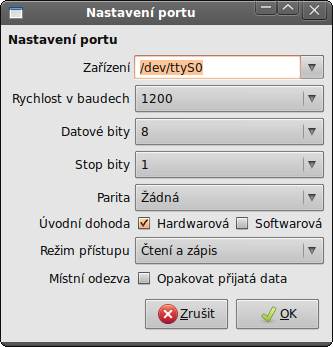 Nastavení portu
Nastavení portu
Zařízení /dev/ttyS0
Rychlost v baudech 1200
Datové bity 8
Stop bity 1
Parita Žádná
Úvodní dohoda Hardwarová Softwarová
Režim přístupu Čtení a zápis
Místní odezva Opakovat přijatá data
Zrušit OK